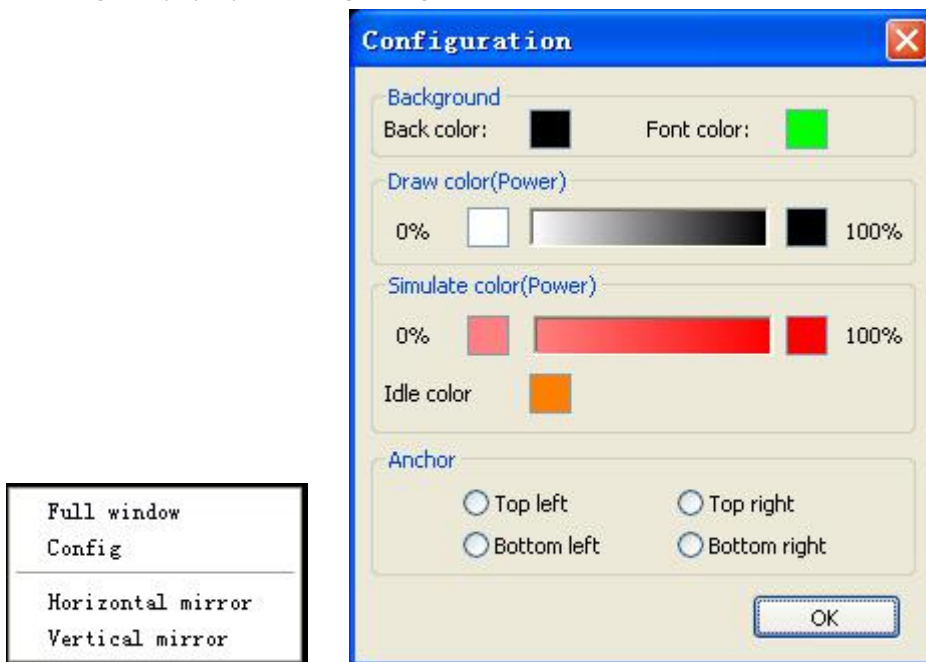 Configuration
Background
Back color: Font color:
Draw color(Power)
0% 100%
Simulate color(Power)
0% 100%
Idle color
Anchor
Top left Top right
Bottom left Bottom right
OK
Full window
Config
Horizontal mirror
Vertical mirror